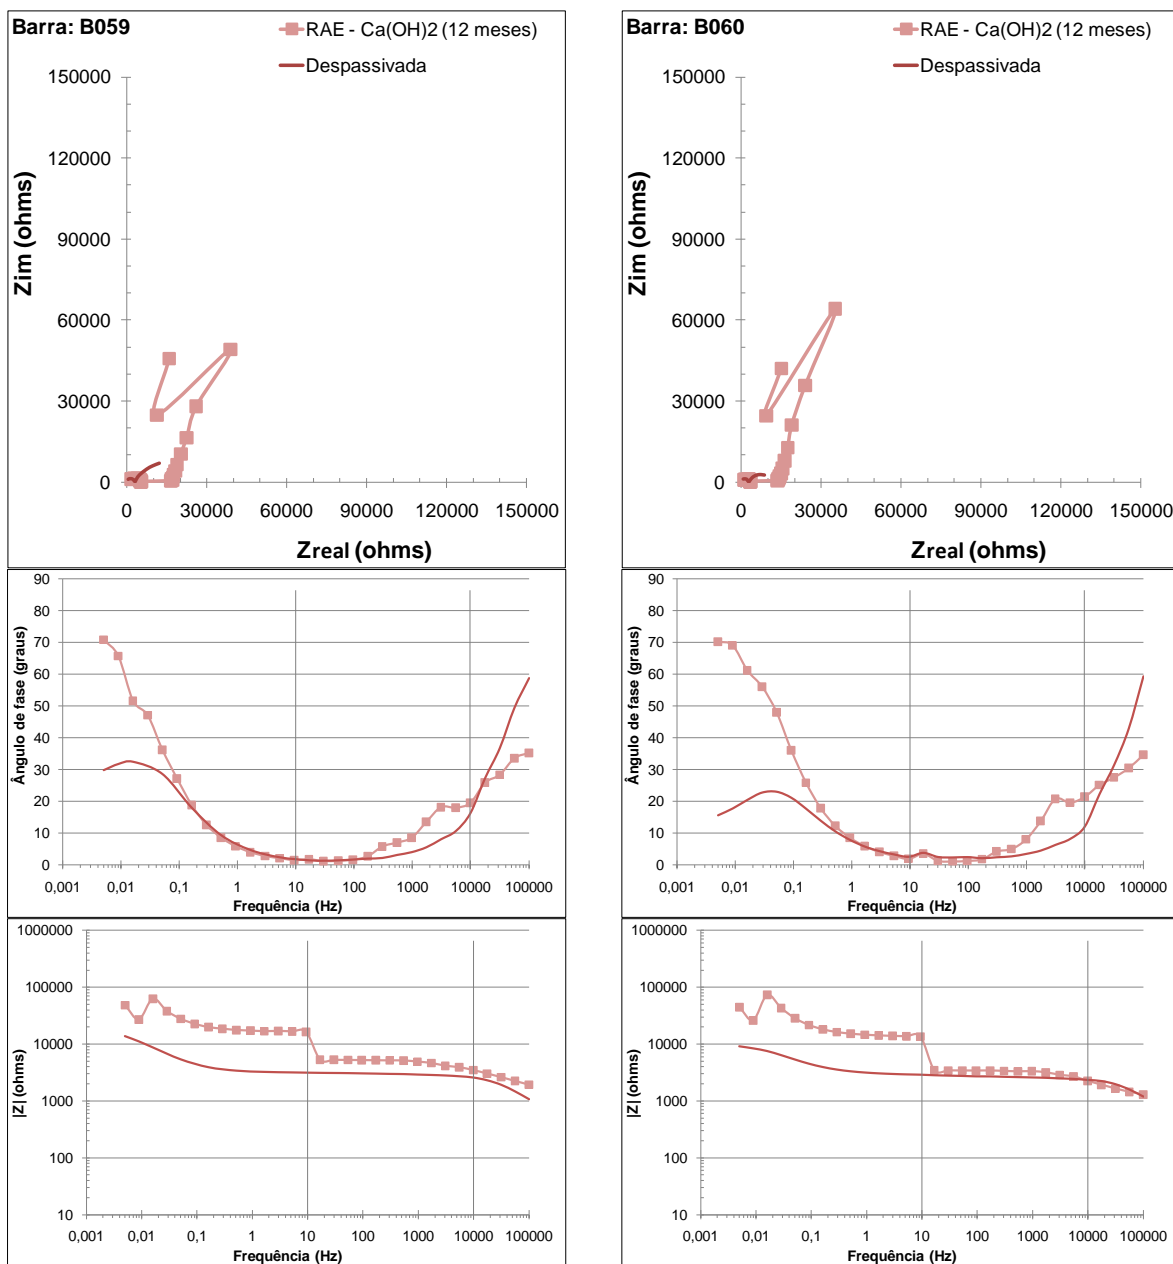 Barra: B059
RAE - Ca(OH)2 (12 meses)
Despassivada
150000
120000
90000
60000
30000
0
Zim (ohms)
0 30000 60000 90000 120000 150000
Zreal (ohms)
Barra: B060
RAE - Ca(OH)2 (12 meses)
Despassivada
150000
120000
90000
60000
30000
0
Zim (ohms)
0 30000 60000 90000 120000 150000
Zreal (ohms)
90
80
70
60
50
40
30
20
10
0
Ângulo de fase (graus)
0,001 0,01 0,1 1 10 100 1000 10000 100000
Frequência (Hz)
90
80
70
60
50
40
30
20
10
0
Ângulo de fase (graus)
0,001 0,01 0,1 1 10 100 1000 10000 100000
Frequência (Hz)
1000000
100000
10000
1000
100
10
|Z| (ohms)
0,001 0,01 0,1 1 10 100 1000 10000 100000
Frequência (Hz)
1000000
100000
10000
1000
100
10
|Z| (ohms)
0,001 0,01 0,1 1 10 100 1000 10000 100000
Frequência (Hz)